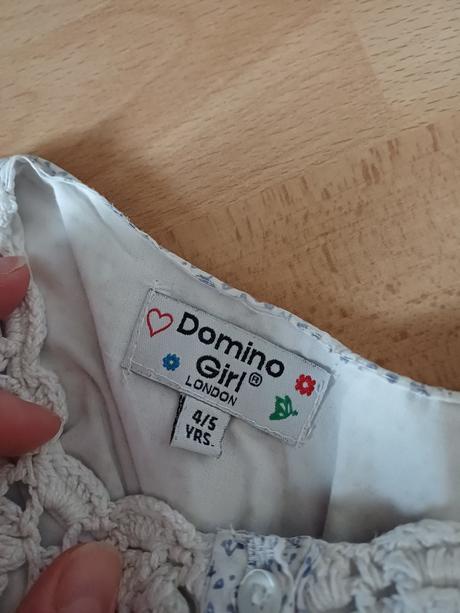 Domino
Girl®
LONDON
4/5
YRS.